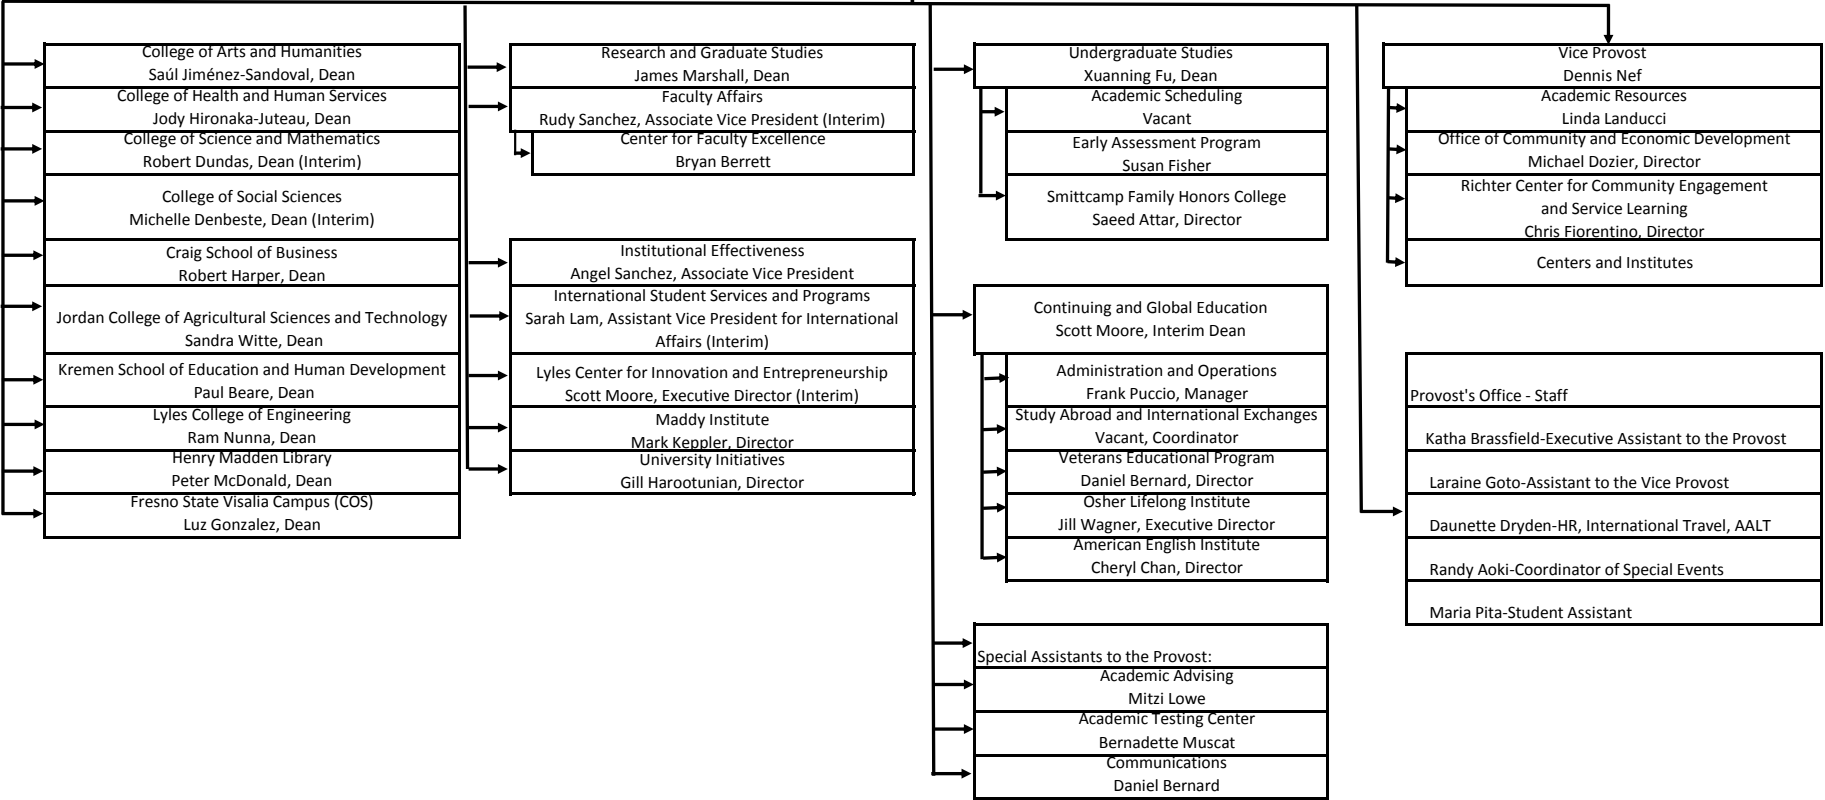 College of Arts and Humanities
Saúl Jiménez-Sandoval, Dean
College of Health and Human Services
Jody Hironaka-Juteau, Dean
College of Science and Mathematics
Robert Dundas, Dean (Interim)
College of Social Sciences
Michelle Denbeste, Dean (Interim)
Craig School of Business
Robert Harper, Dean
Jordan College of Agricultural Sciences and Technology
Sandra Witte, Dean
Kremen School of Education and Human Development
Paul Beare, Dean
Lyles College of Engineering
Ram Nunna, Dean
Henry Madden Library
Peter McDonald, Dean
Fresno State Visalia Campus (COS)
Luz Gonzalez, Dean
Research and Graduate Studies
James Marshall, Dean
Faculty Affairs
Rudy Sanchez, Associate Vice President (Interim)
Center for Faculty Excellence
Bryan Berrett
Institutional Effectiveness
Angel Sanchez, Associate Vice President
International Student Services and Programs
Sarah Lam, Assistant Vice President for International
Affairs (Interim)
Lyles Center for Innovation and Entrepreneurship
Scott Moore, Executive Director (Interim)
Maddy Institute
Mark Keppler, Director
University Initiatives
Gill Harootunian, Director
Undergraduate Studies
Xuanning Fu, Dean
Academic Scheduling
Vacant
Early Assessment Program
Susan Fisher
Smittcamp Family Honors College
Saeed Attar, Director
Continuing and Global Education
Scott Moore, Interim Dean
Administration and Operations
Frank Puccio, Manager
Study Abroad and International Exchanges
Vacant, Coordinator
Veterans Educational Program
Daniel Bernard, Director
Osher Lifelong Institute
Jill Wagner, Executive Director
American English Institute
Cheryl Chan, Director
Special Assistants to the Provost:
Academic Advising
Mitzi Lowe
Academic Testing Center
Bernadette Muscat
Communications
Daniel Bernard
Vice Provost
Dennis Nef
Academic Resources
Linda Landucci
Office of Community and Economic Development
Michael Dozier, Director
Richter Center for Community Engagement
and Service Learning
Chris Fiorentino, Director
Centers and Institutes
Provost's Office - Staff
Katha Brassfield-Executive Assistant to the Provost
Laraine Goto-Assistant to the Vice Provost
Daunette Dryden-HR, International Travel, AALT
Randy Aoki-Coordinator of Special Events
Maria Pita-Student Assistant